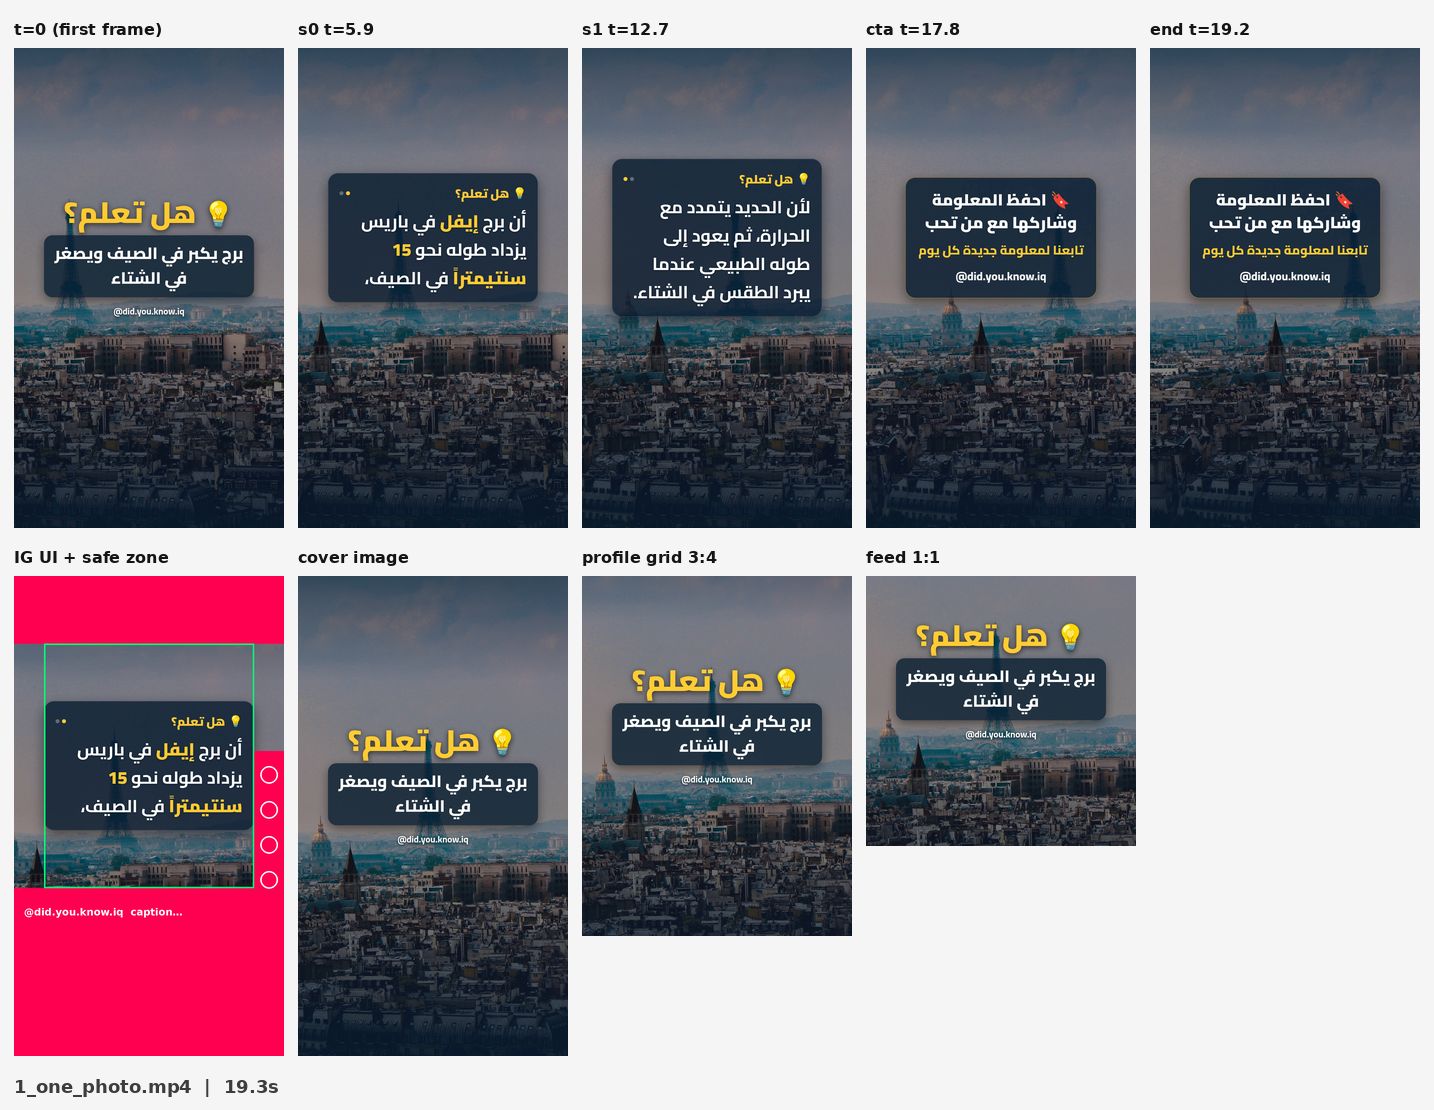 t=0 (first frame)
هل تعلم؟
برج يكبر في الصيف ويصغر
في الشتاء
@did.you.know.iq
s0 t=5.9
هل تعلم؟
أن برج إيفل في باريس
يزداد طوله نحو 15
سنتيمتراً في الصيف،
s1 t=12.7
هل تعلم؟
لأن الحديد يتمدد مع
الحرارة، ثم يعود إلى
طوله الطبيعي عندما
يبرد الطقس في الشتاء.
cta t=17.8
احفظ المعلومة
وشاركها مع من تحب
تابعنا لمعلومة جديدة كل يوم
@did.you.know.iq
end t=19.2
احفظ المعلومة
وشاركها مع من تحب
تابعنا لمعلومة جديدة كل يوم
@did.you.know.iq
IG UI + safe zone
هل تعلم؟
أن برج إيفل في باريس
يزداد طوله نحو 15
سنتيمتراً في الصيف،
@did.you.know.iq caption...
cover image
هل تعلم؟
برج يكبر في الصيف ويصغر
في الشتاء
@did.you.know.iq
profile grid 3:4
هل تعلم؟
برج يكبر في الصيف ويصغر
في الشتاء
@did.you.know.iq
feed 1:1
هل تعلم؟
برج يكبر في الصيف ويصغر
في الشتاء
@did.you.know.iq
1_one_photo.mp4 | 19.3s